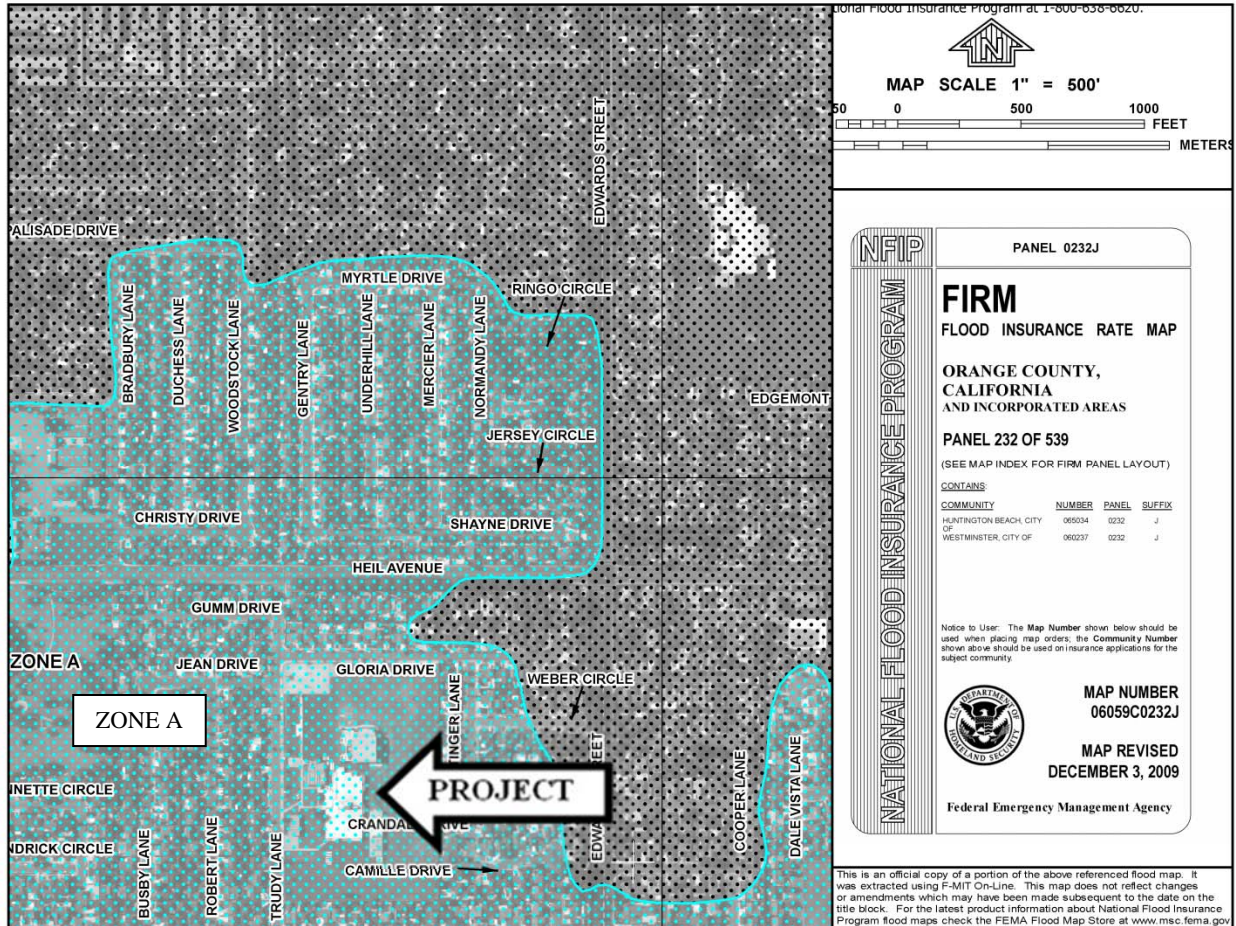 ional Flood Insurance Program at 1-800-638-6620.
N
MAP SCALE 1" = 500'
50 0 500 1000
FEET
METERS
PALISADE DRIVE
EDWARDS STREET
MYRTLE DRIVE
RINGO CIRCLE
BRADBURY LANE
DUCHESS LANE
WOODSTOCK LANE
GENTRY LANE
UNDERHILL LANE
MERCIER LANE
NORMANDY LANE
EDGEMONT
JERSEY CIRCLE
CHRISTY DRIVE
SHAYNE DRIVE
HEIL AVENUE
GUMM DRIVE
ZONE A
JEAN DRIVE
GLORIA DRIVE
WEBER CIRCLE
ZONE A
TINGER LANE
PROJECT
NNETTE CIRCLE
CRANDAL
NDRICK CIRCLE
CAMILLE DRIVE
BUSBY LANE
ROBERT LANE
TRUDY LANE
EDWA
STREET
COOPER LANE
DALE VISTA LANE
NFIP
NATIONAL FLOOD INSURANCE PROGRAM
PANEL 0232J
FIRM
FLOOD INSURANCE RATE MAP
ORANGE COUNTY,
CALIFORNIA
AND INCORPORATED AREAS
PANEL 232 OF 539
(SEE MAP INDEX FOR FIRM PANEL LAYOUT)
CONTAINS:
COMMUNITY NUMBER PANEL SUFFIX
HUNTINGTON BEACH, CITY 065034 0232 J
OF
WESTMINSTER, CITY OF 060237 0232 J
Notice to User: The Map Number shown below should be
used when placing map orders; the Community Number
shown above should be used on insurance applications for the
subject community.
U.S. DEPARTMENT OF
HOMELAND SECURITY
MAP NUMBER
06059C0232J
MAP REVISED
DECEMBER 3, 2009
Federal Emergency Management Agency
This is an official copy of a portion of the above referenced flood map. It
was extracted using F-MIT On-Line. This map does not reflect changes
or amendments which may have been made subsequent to the date on the
title block. For the latest product information about National Flood Insurance
Program flood maps check the FEMA Flood Map Store at www.msc.fema.gov